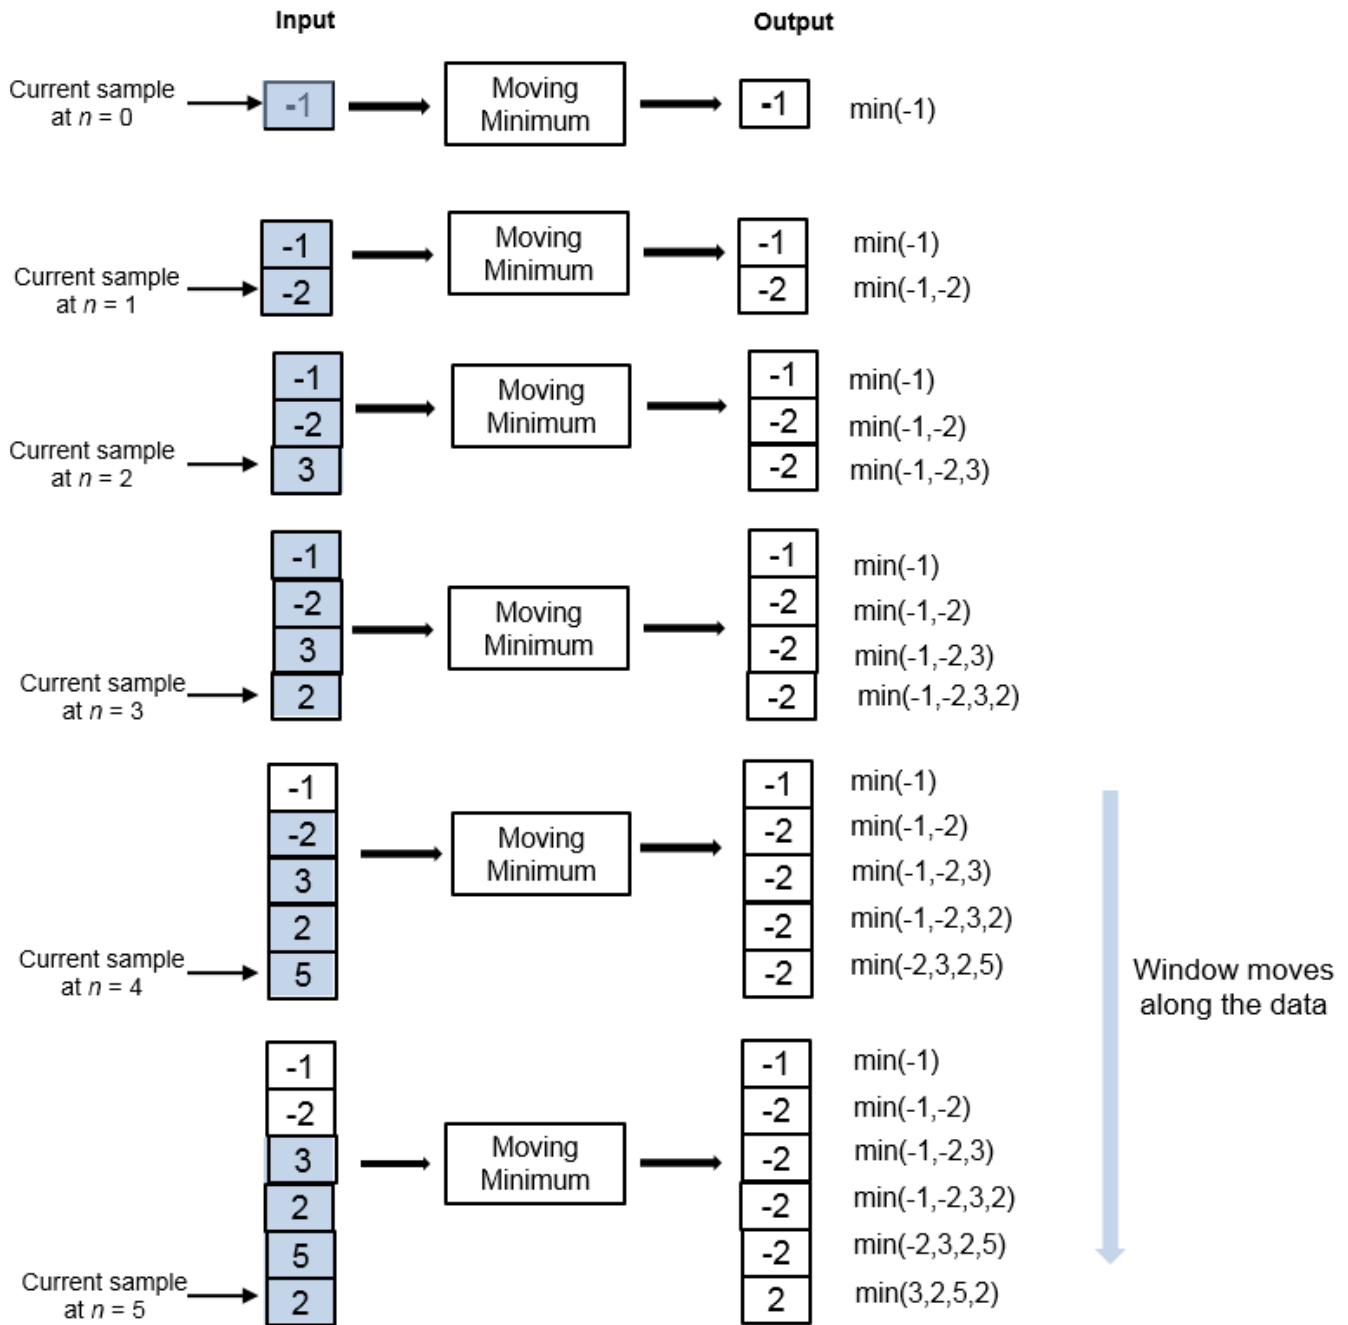 Input
Output
Current sample
at n = 0
-1
Moving
Minimum
-1
min(-1)
Current sample
at n = 1
-1
-2
Moving
Minimum
-1
-2
min(-1)
min(-1,-2)
Current sample
at n = 2
-1
-2
3
Moving
Minimum
-1
-2
-2
min(-1)
min(-1,-2)
min(-1,-2,3)
Current sample
at n = 3
-1
-2
3
2
Moving
Minimum
-1
-2
-2
-2
min(-1)
min(-1,-2)
min(-1,-2,3)
min(-1,-2,3,2)
Current sample
at n = 4
-1
-2
3
2
5
Moving
Minimum
-1
-2
-2
-2
-2
min(-1)
min(-1,-2)
min(-1,-2,3)
min(-1,-2,3,2)
min(-2,3,2,5)
Window moves
along the data
Current sample
at n = 5
-1
-2
3
2
5
2
Moving
Minimum
-1
-2
-2
-2
-2
2
min(-1)
min(-1,-2)
min(-1,-2,3)
min(-1,-2,3,2)
min(-2,3,2,5)
min(3,2,5,2)